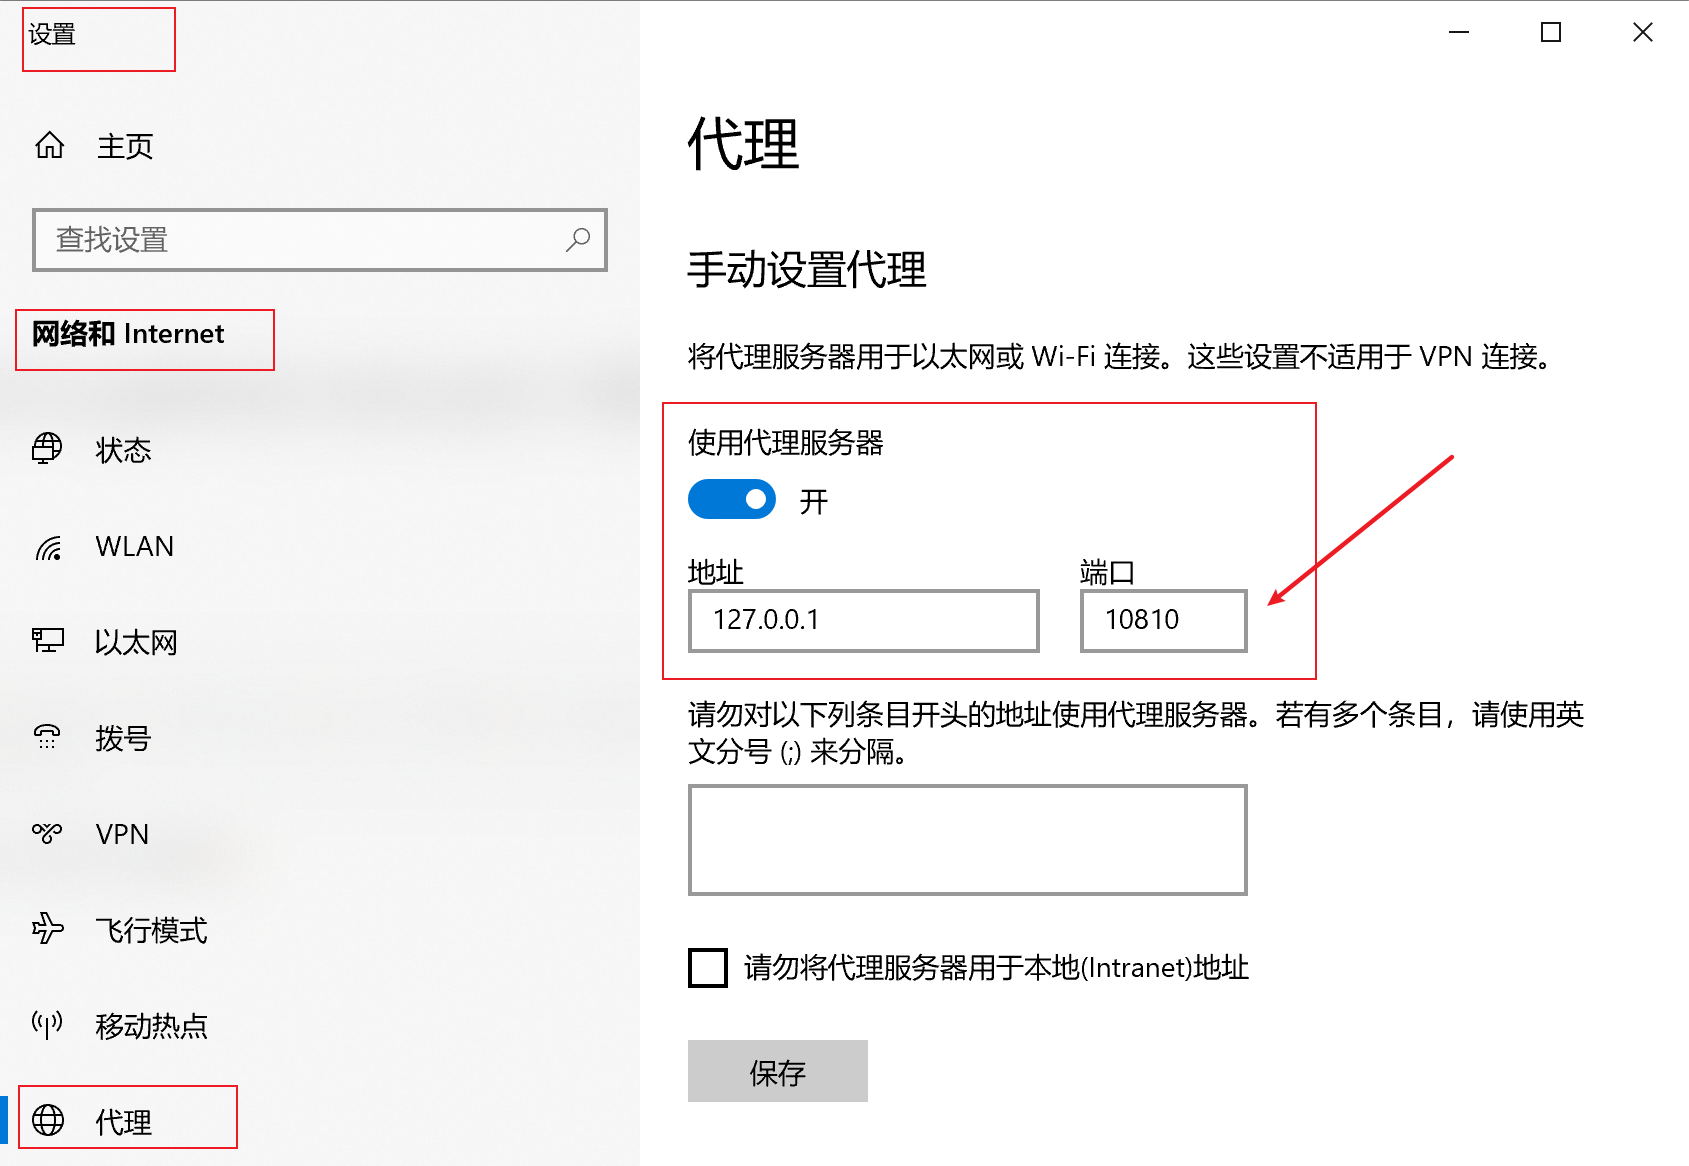 设置
主页
查找设置
网络和 Internet
状态
WLAN
以太网
拨号
VPN
飞行模式
移动热点
代理
代理
手动设置代理
将代理服务器用于以太网或 Wi-Fi 连接。这些设置不适用于 VPN 连接。
使用代理服务器
开
地址 端口
127.0.0.1 10810
请勿对以下列条目开头的地址使用代理服务器。若有多个条目，请使用英
文分号 (;) 来分隔。
请勿将代理服务器用于本地(Intranet)地址
保存